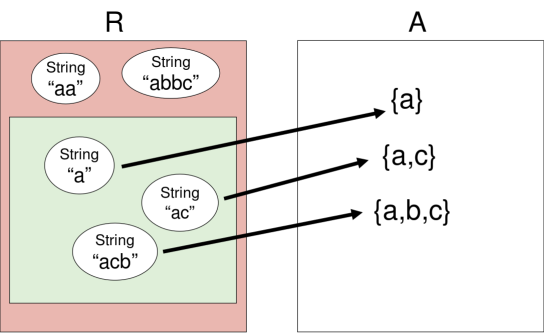 R
A
String
“aa”
String
“abbc”
String
“a”
String
“ac”
String
“acb”
{a}
{a,c}
{a,b,c}